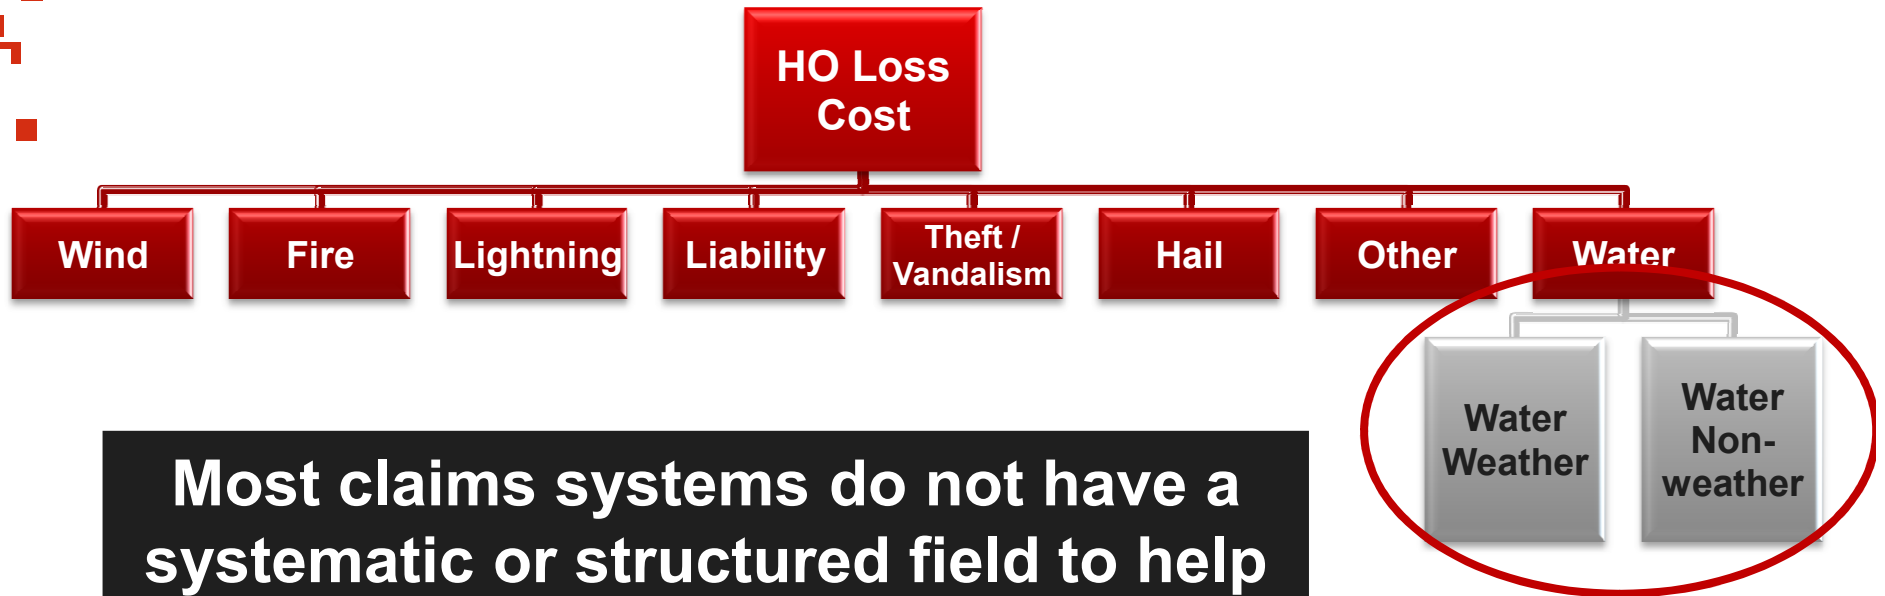 HO Loss
Cost
Wind
Fire
Lightning
Liability
Theft /
Vandalism
Hail
Other
Water
Water
Weather
Water
Non-
weather
Most claims systems do not have a
systematic or structured field to help